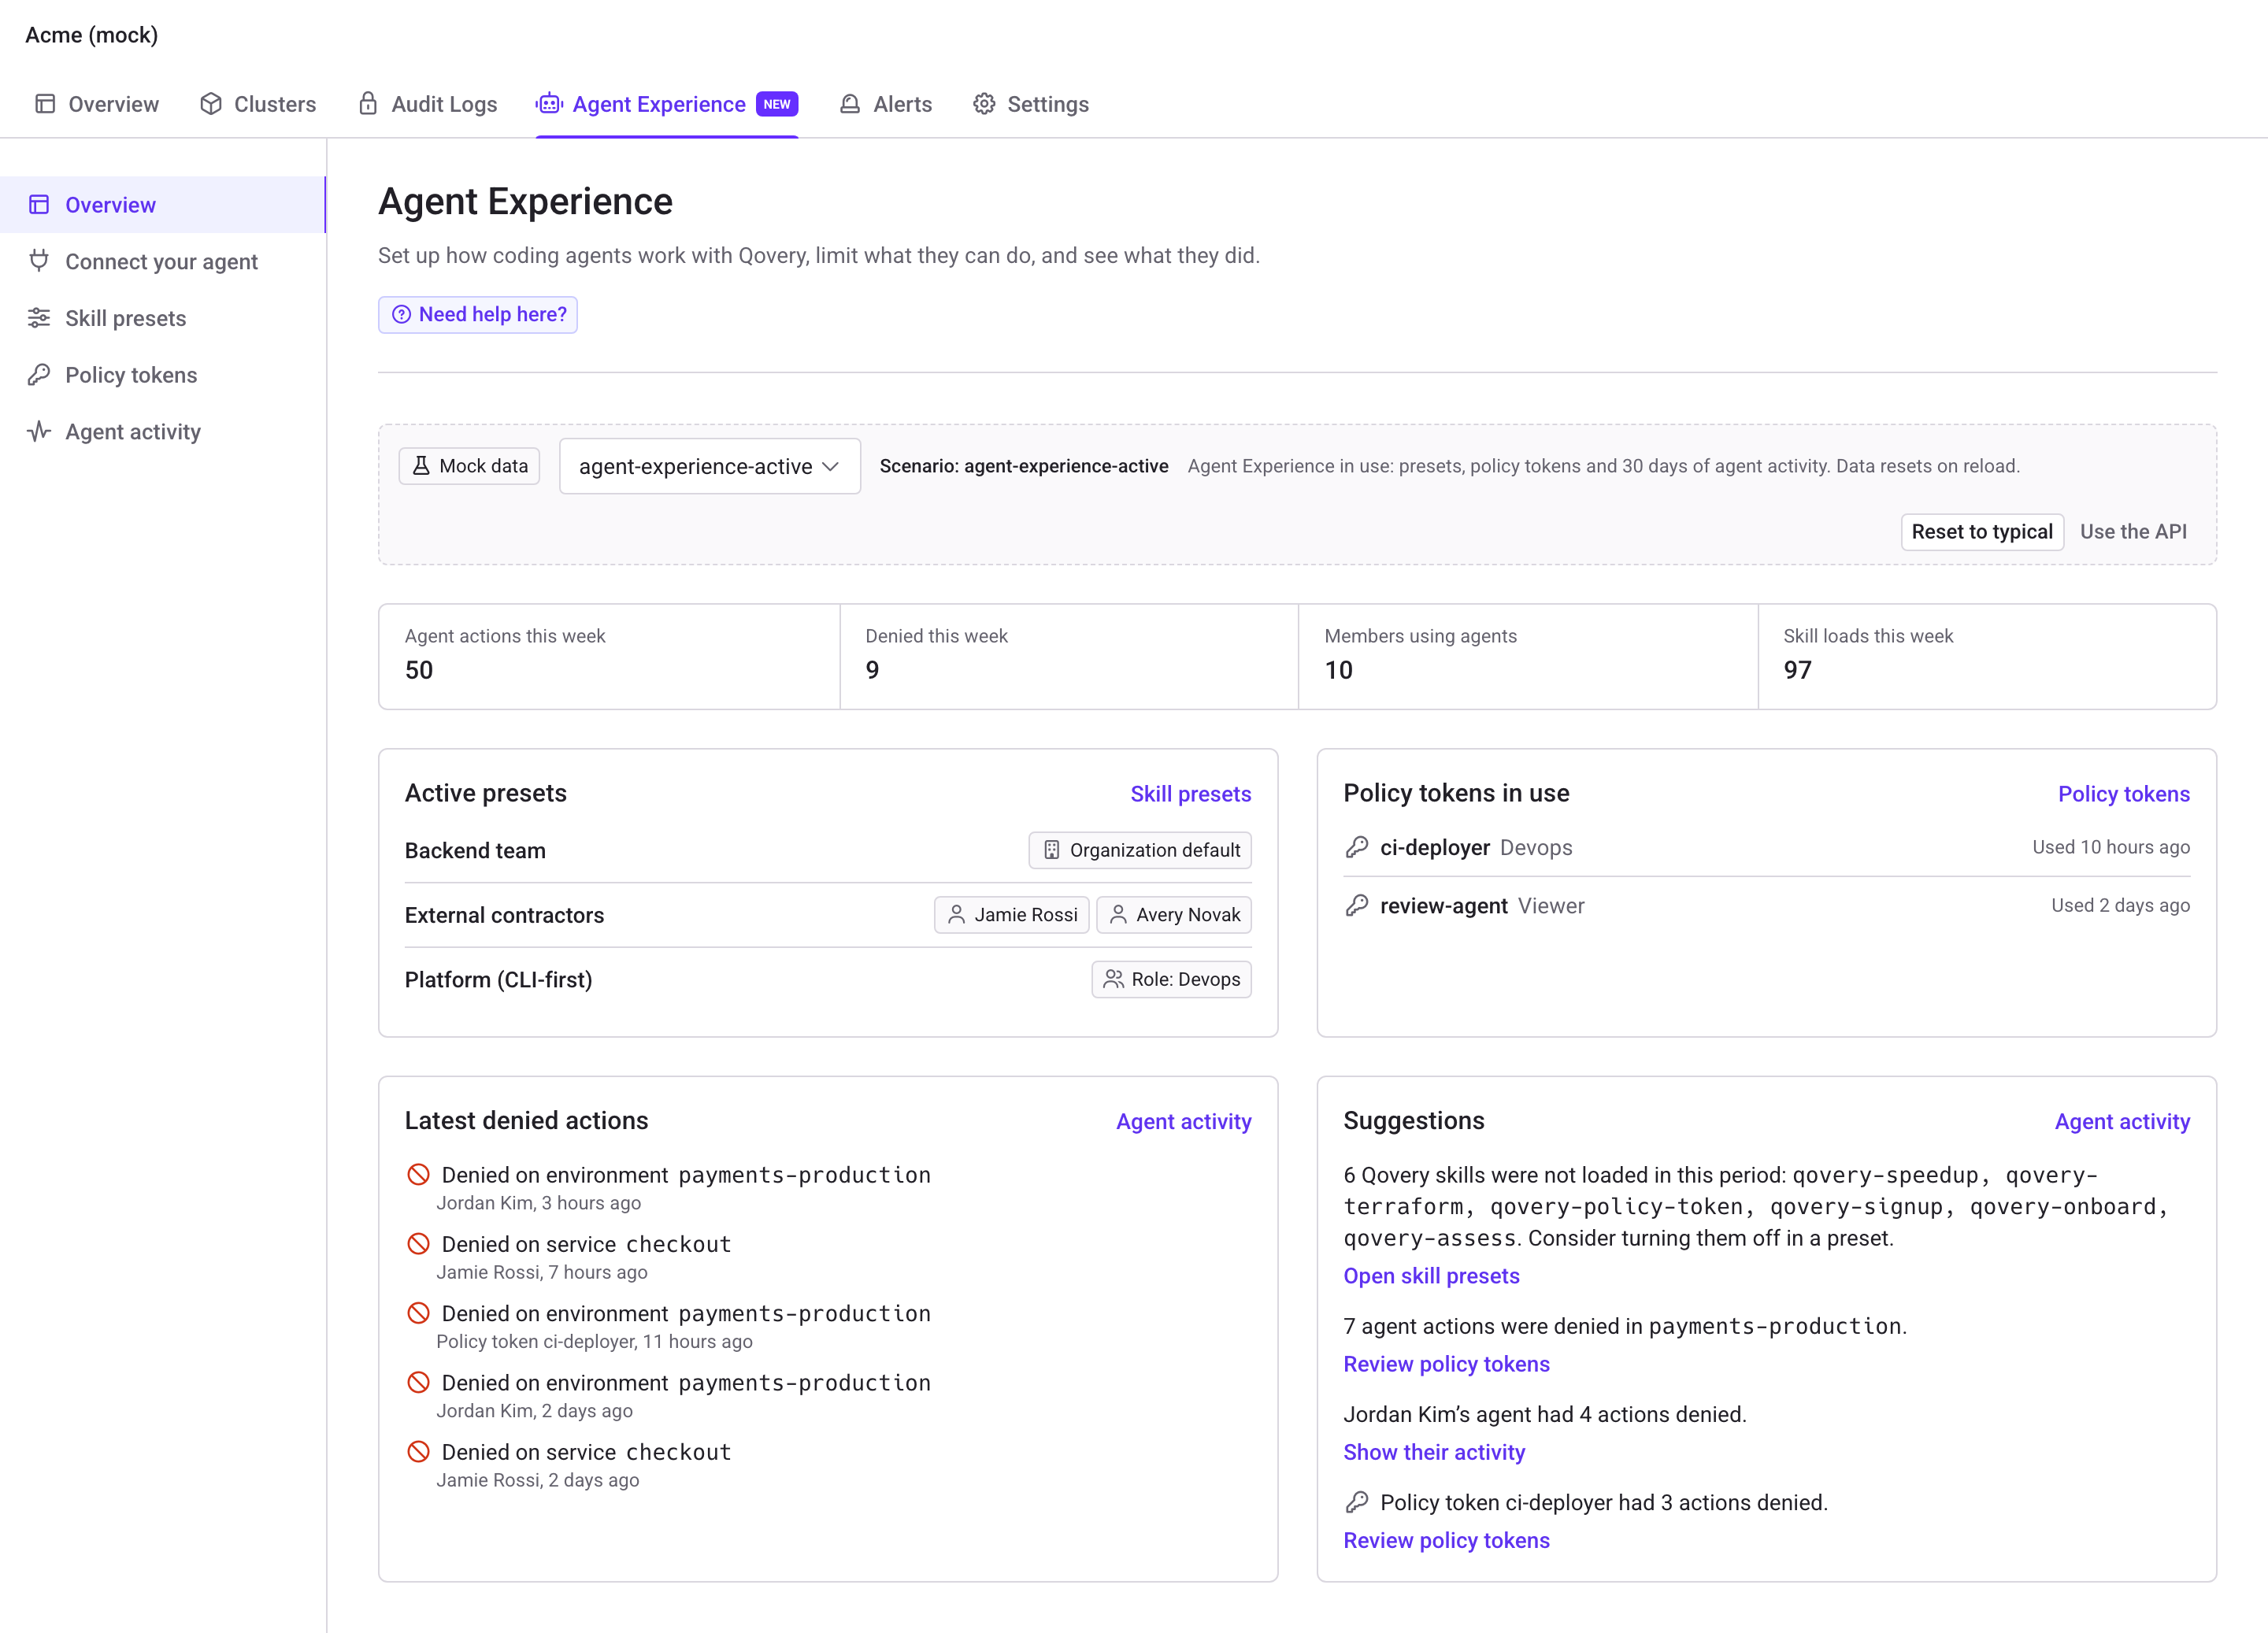 Acme (mock)
Overview
Clusters
Audit Logs
Agent Experience NEW
Alerts
Settings
Overview
Connect your agent
Skill presets
Policy tokens
Agent activity
Agent Experience
Set up how coding agents work with Qovery, limit what they can do, and see what they did.
Need help here?
Mock data
agent-experience-active
Scenario: agent-experience-active Agent Experience in use: presets, policy tokens and 30 days of agent activity. Data resets on reload.
Reset to typical
Use the API
Agent actions this week
50
Denied this week
9
Members using agents
10
Skill loads this week
97
Active presets
Skill presets
Backend team
Organization default
External contractors
Jamie Rossi
Avery Novak
Platform (CLI-first)
Role: Devops
Policy tokens in use
Policy tokens
ci-deployer Devops
Used 10 hours ago
review-agent Viewer
Used 2 days ago
Latest denied actions
Agent activity
Denied on environment payments-production
Jordan Kim, 3 hours ago
Denied on service checkout
Jamie Rossi, 7 hours ago
Denied on environment payments-production
Policy token ci-deployer, 11 hours ago
Denied on environment payments-production
Jordan Kim, 2 days ago
Denied on service checkout
Jamie Rossi, 2 days ago
Suggestions
Agent activity
6 Qovery skills were not loaded in this period: qovery-speedup, qovery-
terraform, qovery-policy-token, qovery-signup, qovery-onboard,
qovery-assess. Consider turning them off in a preset.
Open skill presets
7 agent actions were denied in payments-production.
Review policy tokens
Jordan Kim’s agent had 4 actions denied.
Show their activity
Policy token ci-deployer had 3 actions denied.
Review policy tokens